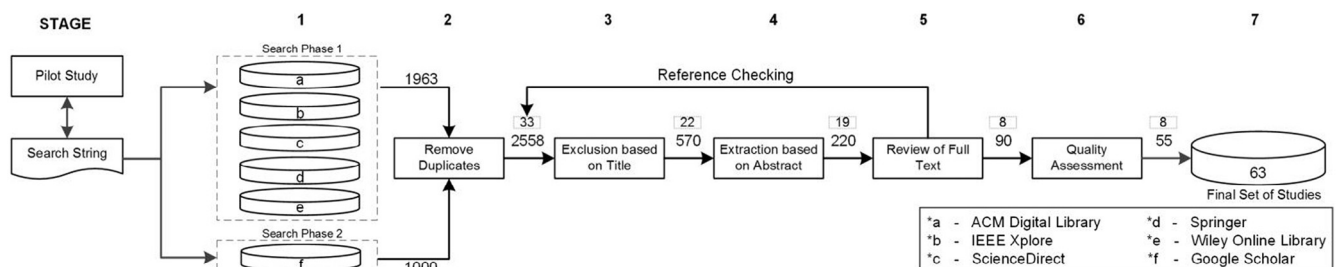 STAGE 1 2 3 4 5 6 7
Search Phase 1
Pilot Study
Search String
a
b
c
d
e
Search Phase 2
f
1963
Remove
Duplicates
Reference Checking
33
2558
Exclusion based
on Title
22
570
Extraction based
on Abstract
19
220
Review of Full
Text
8
90
Quality
Assessment
8
55
63
Final Set of Studies
*a - ACM Digital Library
*b - IEEE Xplore
*c - ScienceDirect
*d - Springer
*e - Wiley Online Library
*f - Google Scholar